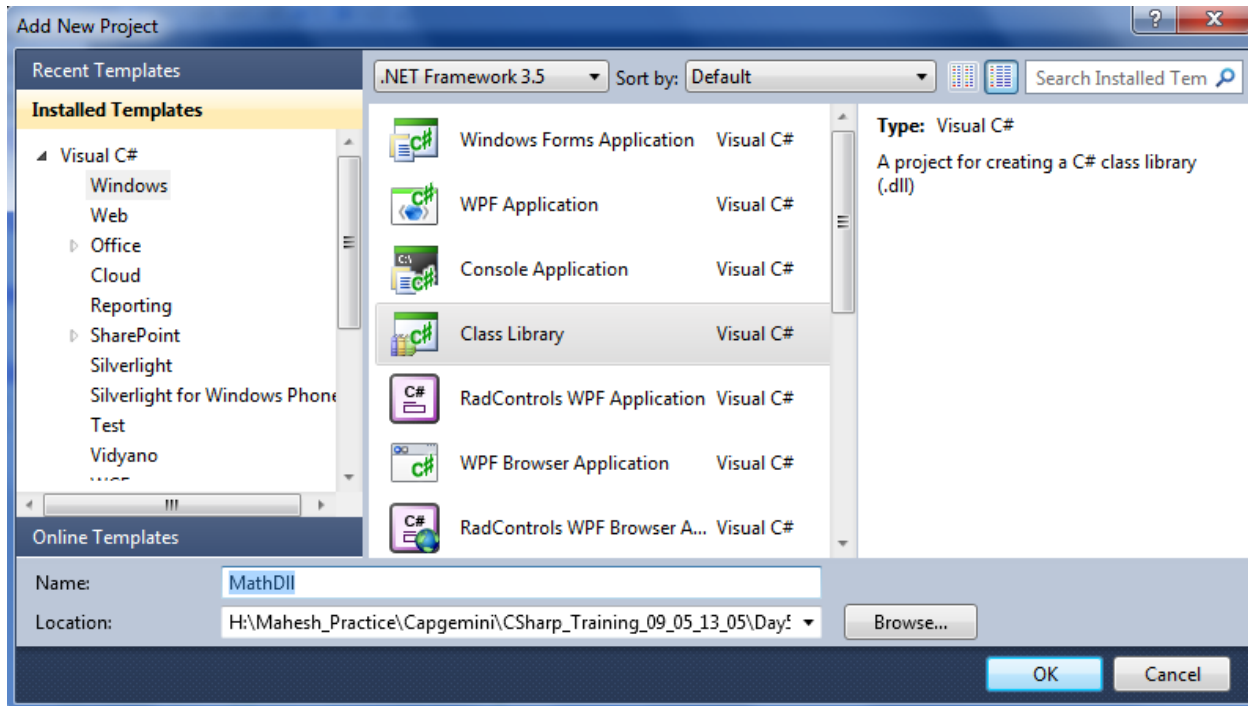 Add New Project
Recent Templates
Installed Templates
Visual C#
Windows
Web
Office
Cloud
Reporting
SharePoint
Silverlight
Silverlight for Windows Phone
Test
Vidyano
Online Templates
.NET Framework 3.5 Sort by: Default Search Installed Tem
Windows Forms Application Visual C#
WPF Application Visual C#
Console Application Visual C#
Class Library Visual C#
RadControls WPF Application Visual C#
WPF Browser Application Visual C#
RadControls WPF Browser A... Visual C#
Type: Visual C#
A project for creating a C# class library
(.dll)
Name: MathDll
Location: H:\Mahesh_Practice\Capgemini\CSharp_Training_09_05_13_05\Day5 Browse...
OK Cancel